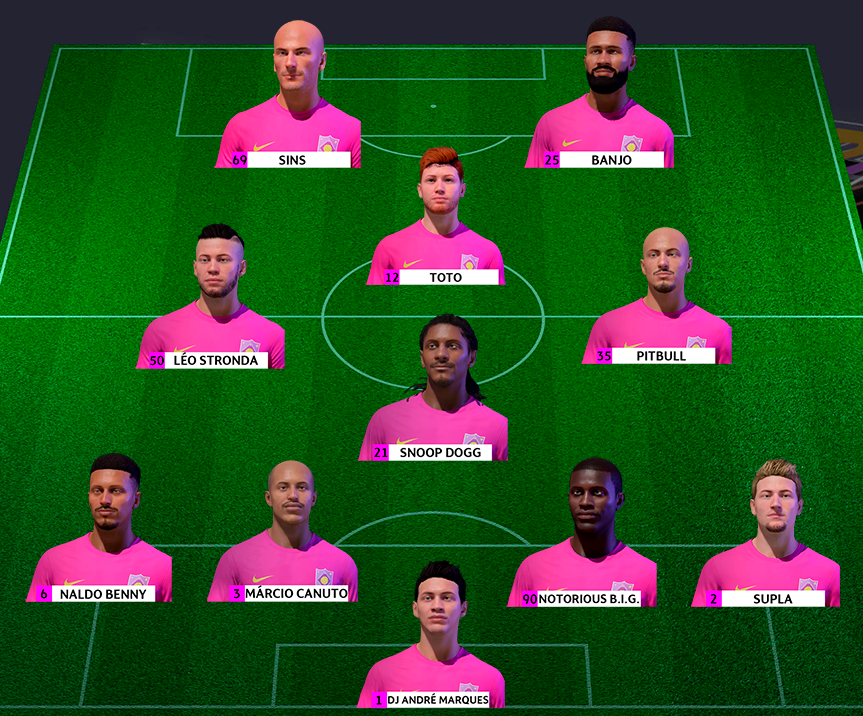 69 SINS
25 BANJO
12 TOTO
50 LÉO STRONDA
35 PITBULL
21 SNOOP DOGG
6 NALDO BENNY
3 MÁRCIO CANUTO
90 NOTORIOUS B.I.G.
2 SUPLA
1 DJ ANDRÉ MARQUES